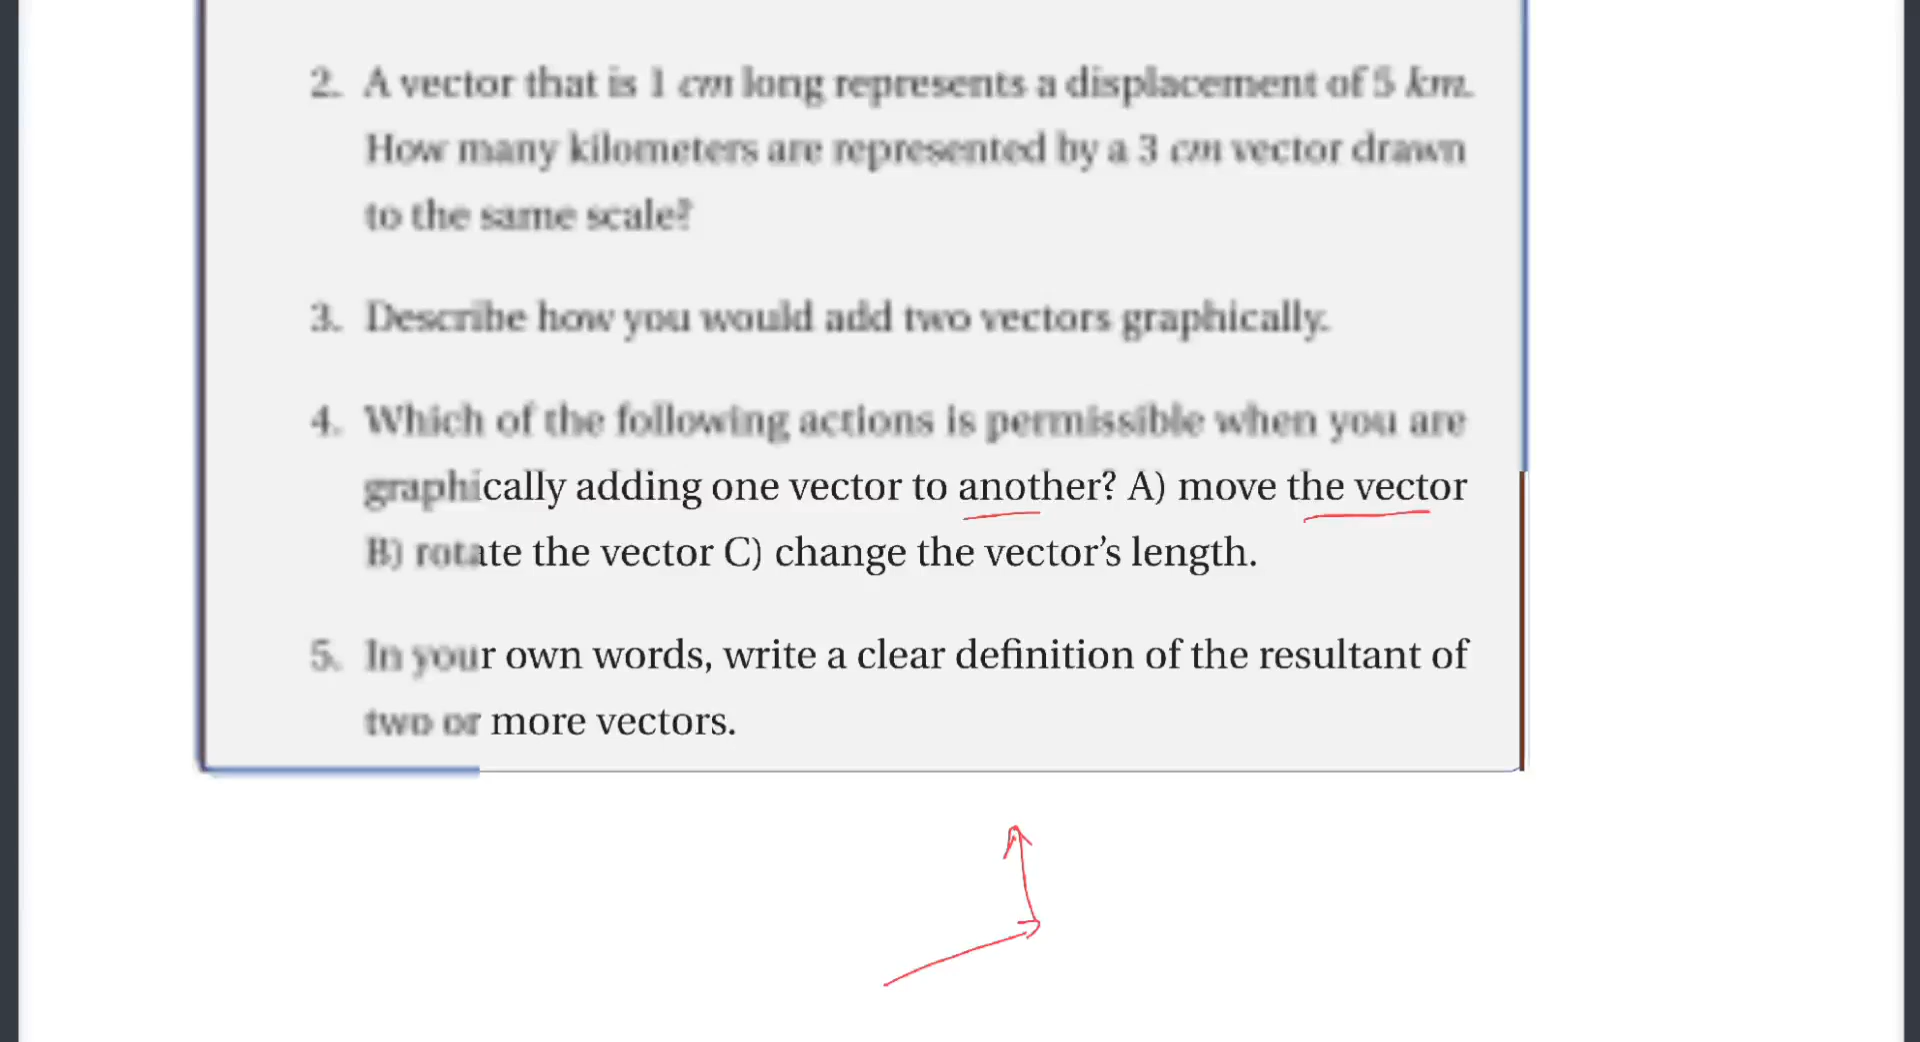 2. A vector that is 1 cm long represents a displacement of 5 km.
How many kilometers are represented by a 3 cm vector drawn
to the same scale?
3. Describe how you would add two vectors graphically.
4. Which of the following actions is permissible when you are
graphically adding one vector to another? A) move the vector
B) rotate the vector C) change the vector’s length.
5. In your own words, write a clear definition of the resultant of
two or more vectors.